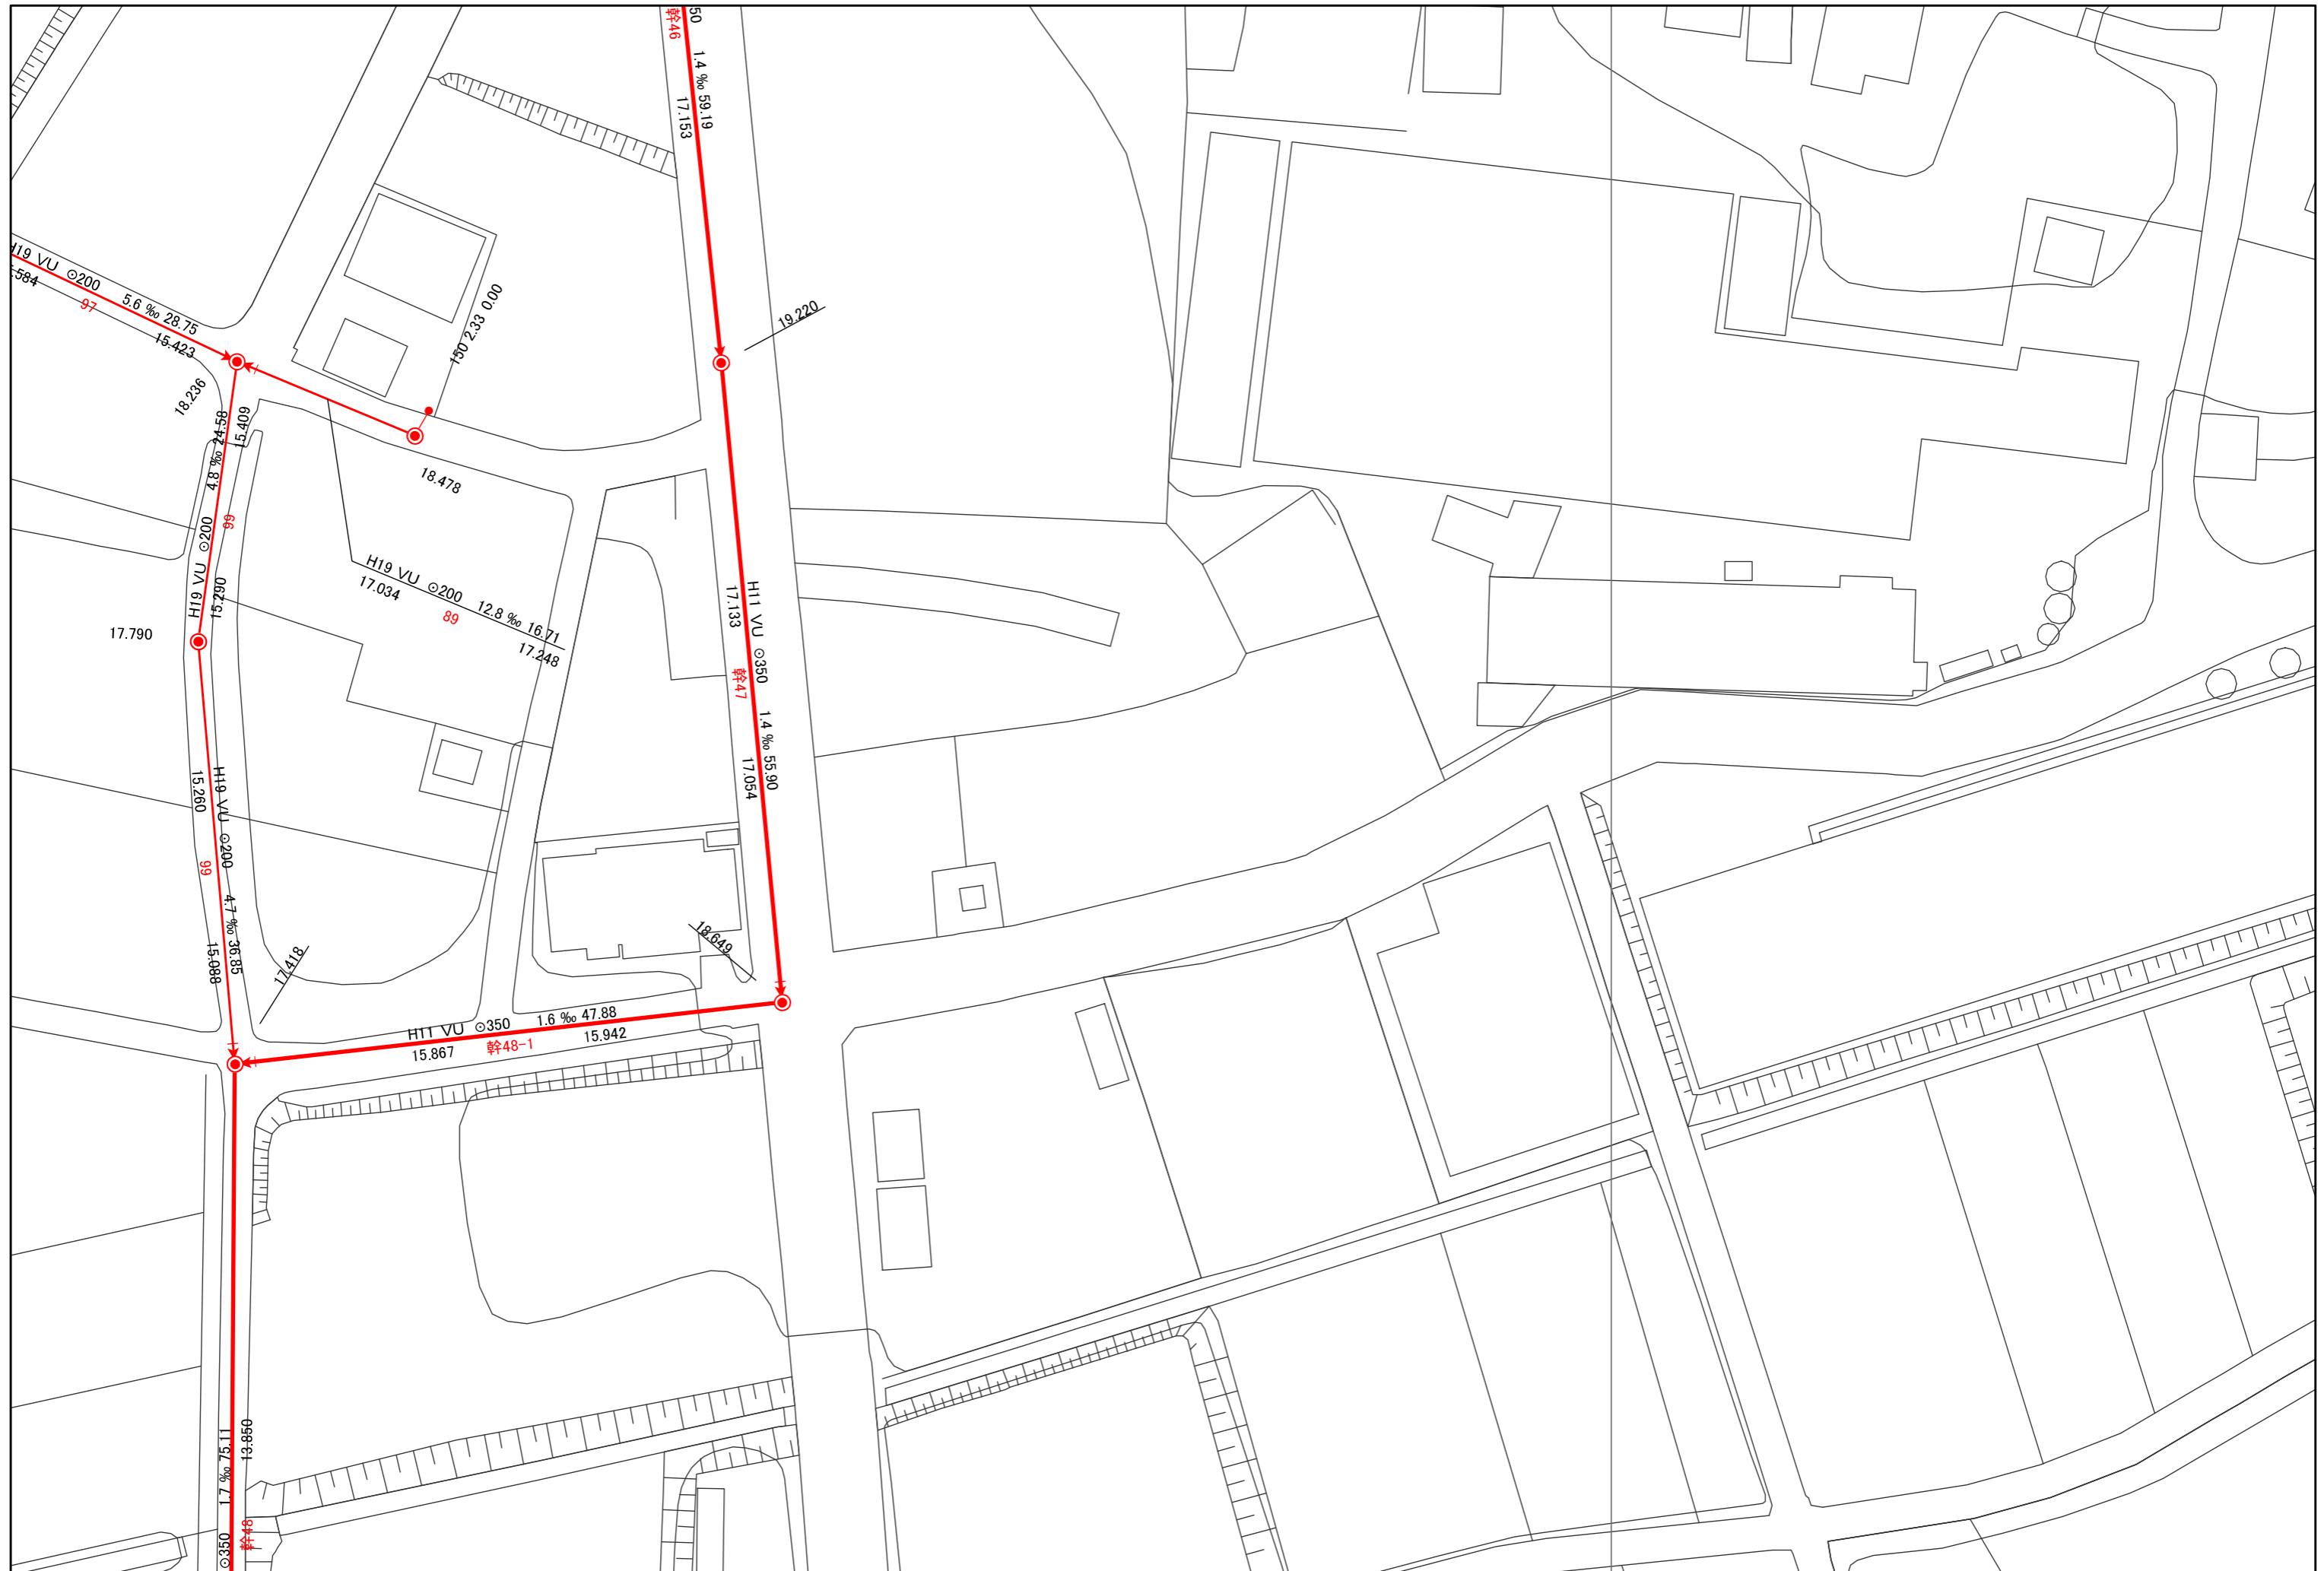 50
幹46
1.4 ‰ 59.19
17.153
H19 VU ⊙200 5.6 ‰ 28.75
.584
97
15.423
18.236
150 2.33 0.00
19.220
4.8 ‰ 24.58
15.409
H19 VU ⊙200
99
15.290
18.478
H19 VU ⊙200 12.8 ‰ 16.71
17.034
89
17.248
17.790
H11 VU ⊙350 1.4 ‰ 55.90
17.133
幹47
17.054
H19 VU ⊙200 4.7 ‰ 36.85
15.260
99
15.088
17.418
18.649
H11 VU ⊙350 1.6 ‰ 47.88
15.867
幹48-1
15.942
⊙350 1.7 ‰ 75.11
13.850
幹48